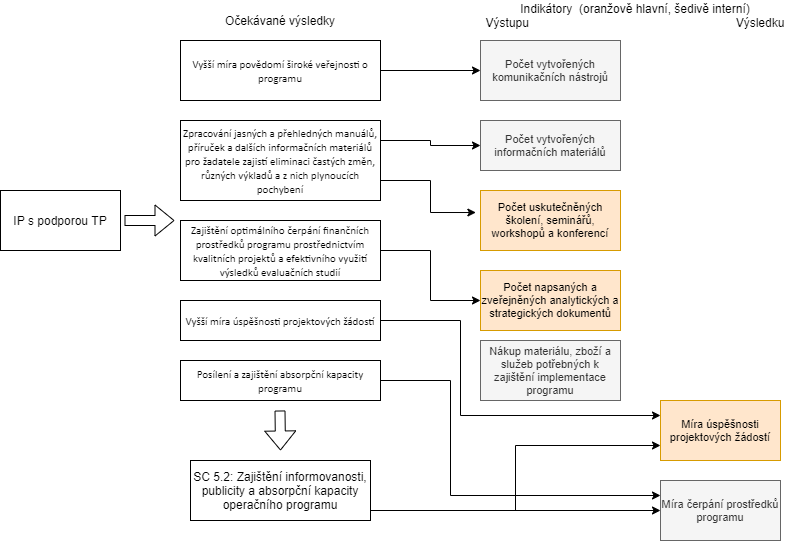 Indikátory (oranžově hlavní, šedivě interní)
Očekávané výsledky
Výstupu
Výsledku
Vyšší míra povědomí široké veřejnosti o
programu
Počet vytvořených
komunikačních nástrojů
Zpracování jasných a přehledných manuálů,
příruček a dalších informačních materiálů
pro žadatele zajistí eliminaci častých změn,
různých výkladů a z nich plynoucích
pochybení
Počet vytvořených
informačních materiálů
IP s podporou TP
Počet uskutečněných
školení, seminářů,
workshopů a konferencí
Zajištění optimálního čerpání finančních
prostředků programu prostřednictvím
kvalitních projektů a efektivního využití
výsledků evaluačních studií
Počet napsaných a
zveřejněných analytických a
strategických dokumentů
Vyšší míra úspěšnosti projektových žádostí
Nákup materiálu, zboží a
služeb potřebných k
zajištění implementace
programu
Posílení a zajištění absorpční kapacity
programu
Míra úspěšnosti
projektových žádostí
SC 5.2: Zajištění informovanosti,
publicity a absorpční kapacity
operačního programu
Míra čerpání prostředků
programu